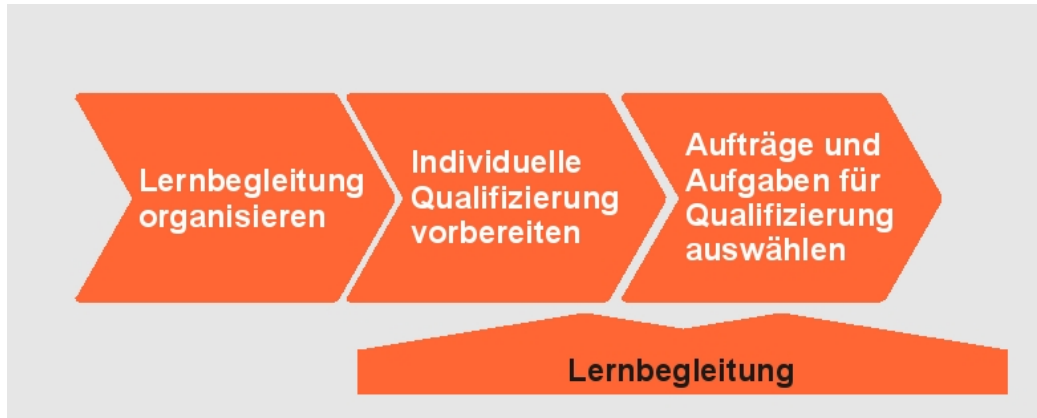 Lernbegleitung
organisieren
Individuelle
Qualifizierung
vorbereiten
Aufträge und
Aufgaben für
Qualifizierung
auswählen
Lernbegleitung